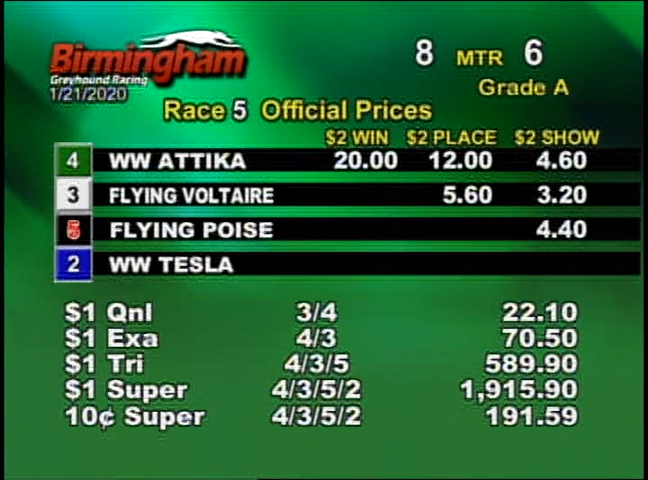 Birmingham
Greyhound Racing
1/21/2020
8 MTR 6
Grade A
Race 5 Official Prices
$2 WIN $2 PLACE $2 SHOW
4 WW ATTIKA 20.00 12.00 4.60
3 FLYING VOLTAIRE 5.60 3.20
5 FLYING POISE 4.40
2 WW TESLA
$1 Qnl 3/4 22.10
$1 Exa 4/3 70.50
$1 Tri 4/3/5 589.90
$1 Super 4/3/5/2 1,915.90
10¢ Super 4/3/5/2 191.59